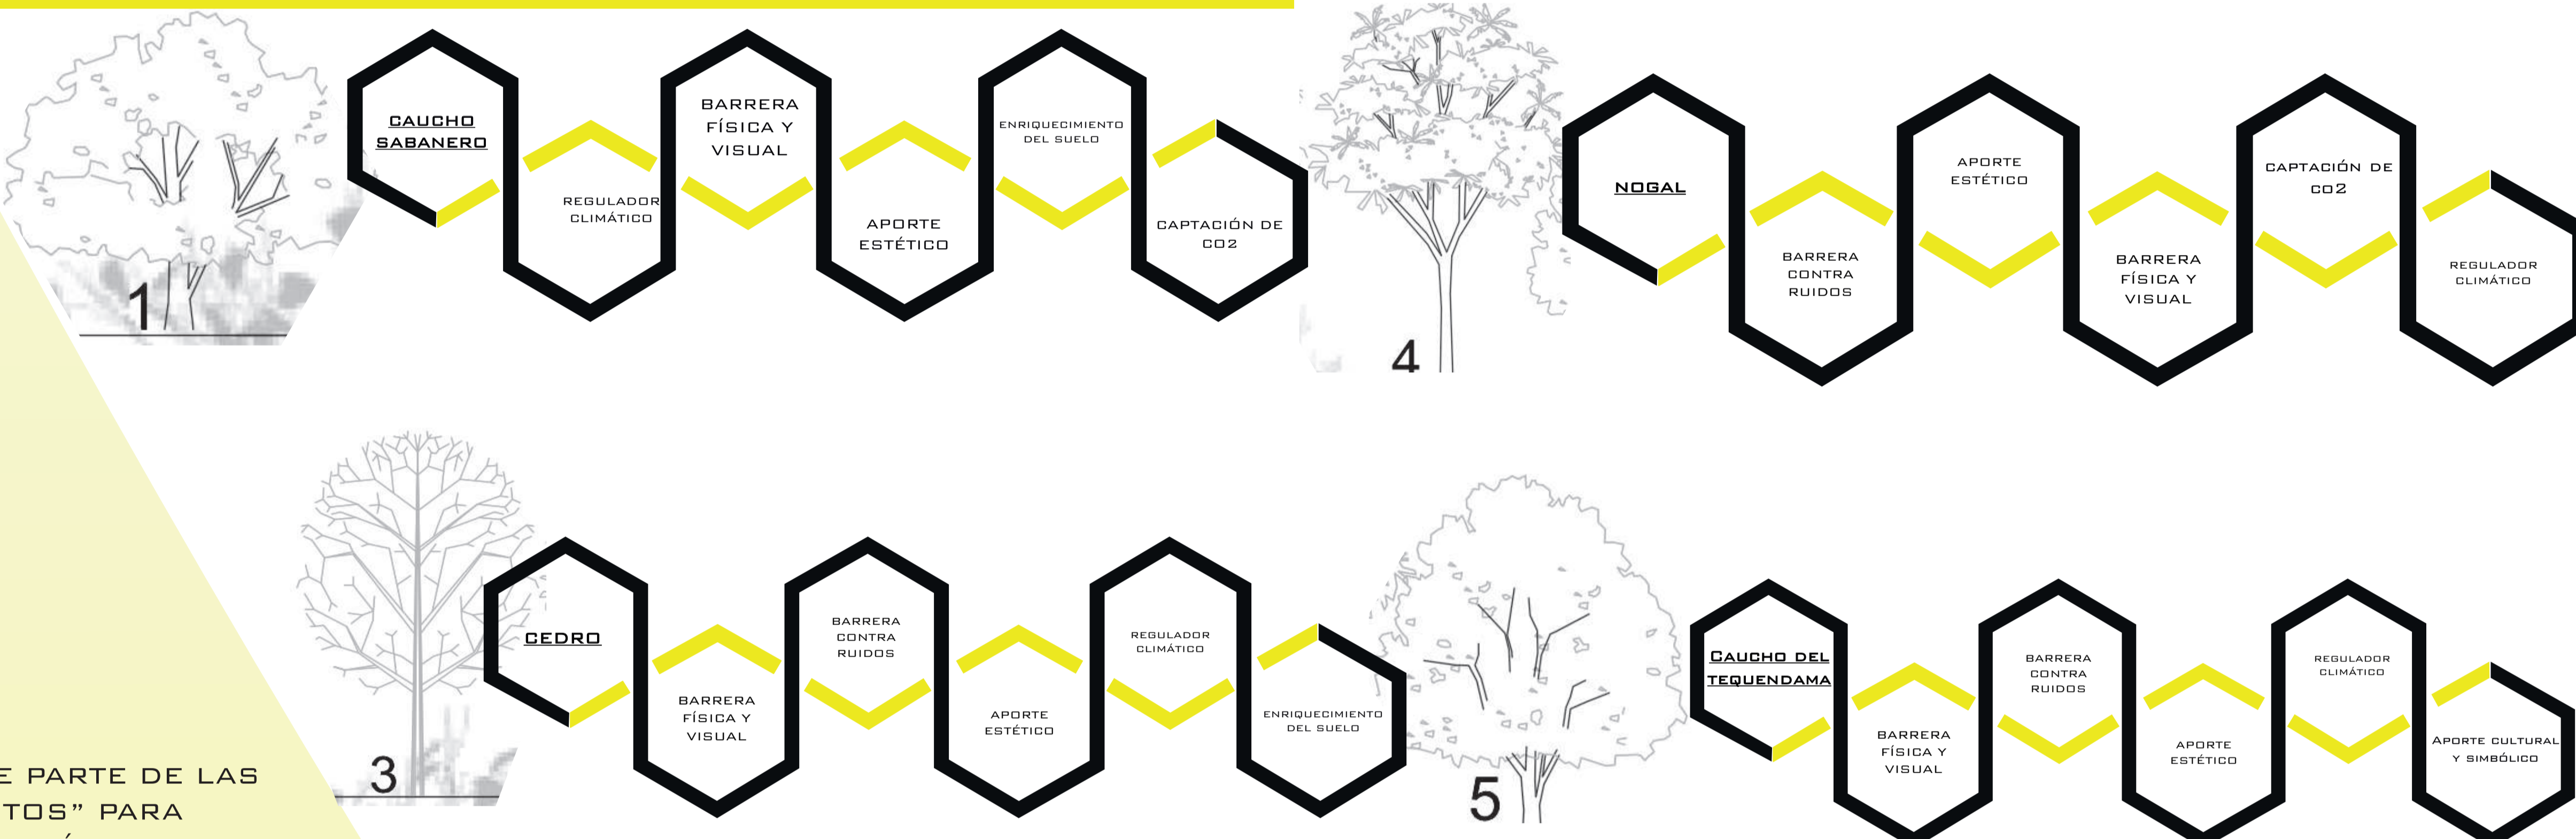 1
CAUCHO
SABANERO
REGULADOR
CLIMÁTICO
BARRERA
FÍSICA Y
VISUAL
APORTE
ESTÉTICO
ENRIQUECIMIENTO
DEL SUELO
CAPTACIÓN DE
CO2
4
NOGAL
BARRERA
CONTRA
RUIDOS
APORTE
ESTÉTICO
BARRERA
FÍSICA Y
VISUAL
CAPTACIÓN DE
CO2
REGULADOR
CLIMÁTICO
3
CEDRO
BARRERA
FÍSICA Y
VISUAL
BARRERA
CONTRA
RUIDOS
APORTE
ESTÉTICO
REGULADOR
CLIMÁTICO
ENRIQUECIMIENTO
DEL SUELO
5
CAUCHO DEL
TEQUENDAMA
BARRERA
FÍSICA Y
VISUAL
BARRERA
CONTRA
RUIDOS
APORTE
ESTÉTICO
REGULADOR
CLIMÁTICO
APORTE CULTURAL
Y SIMBÓLICO
E PARTE DE LAS
TOS” PARA